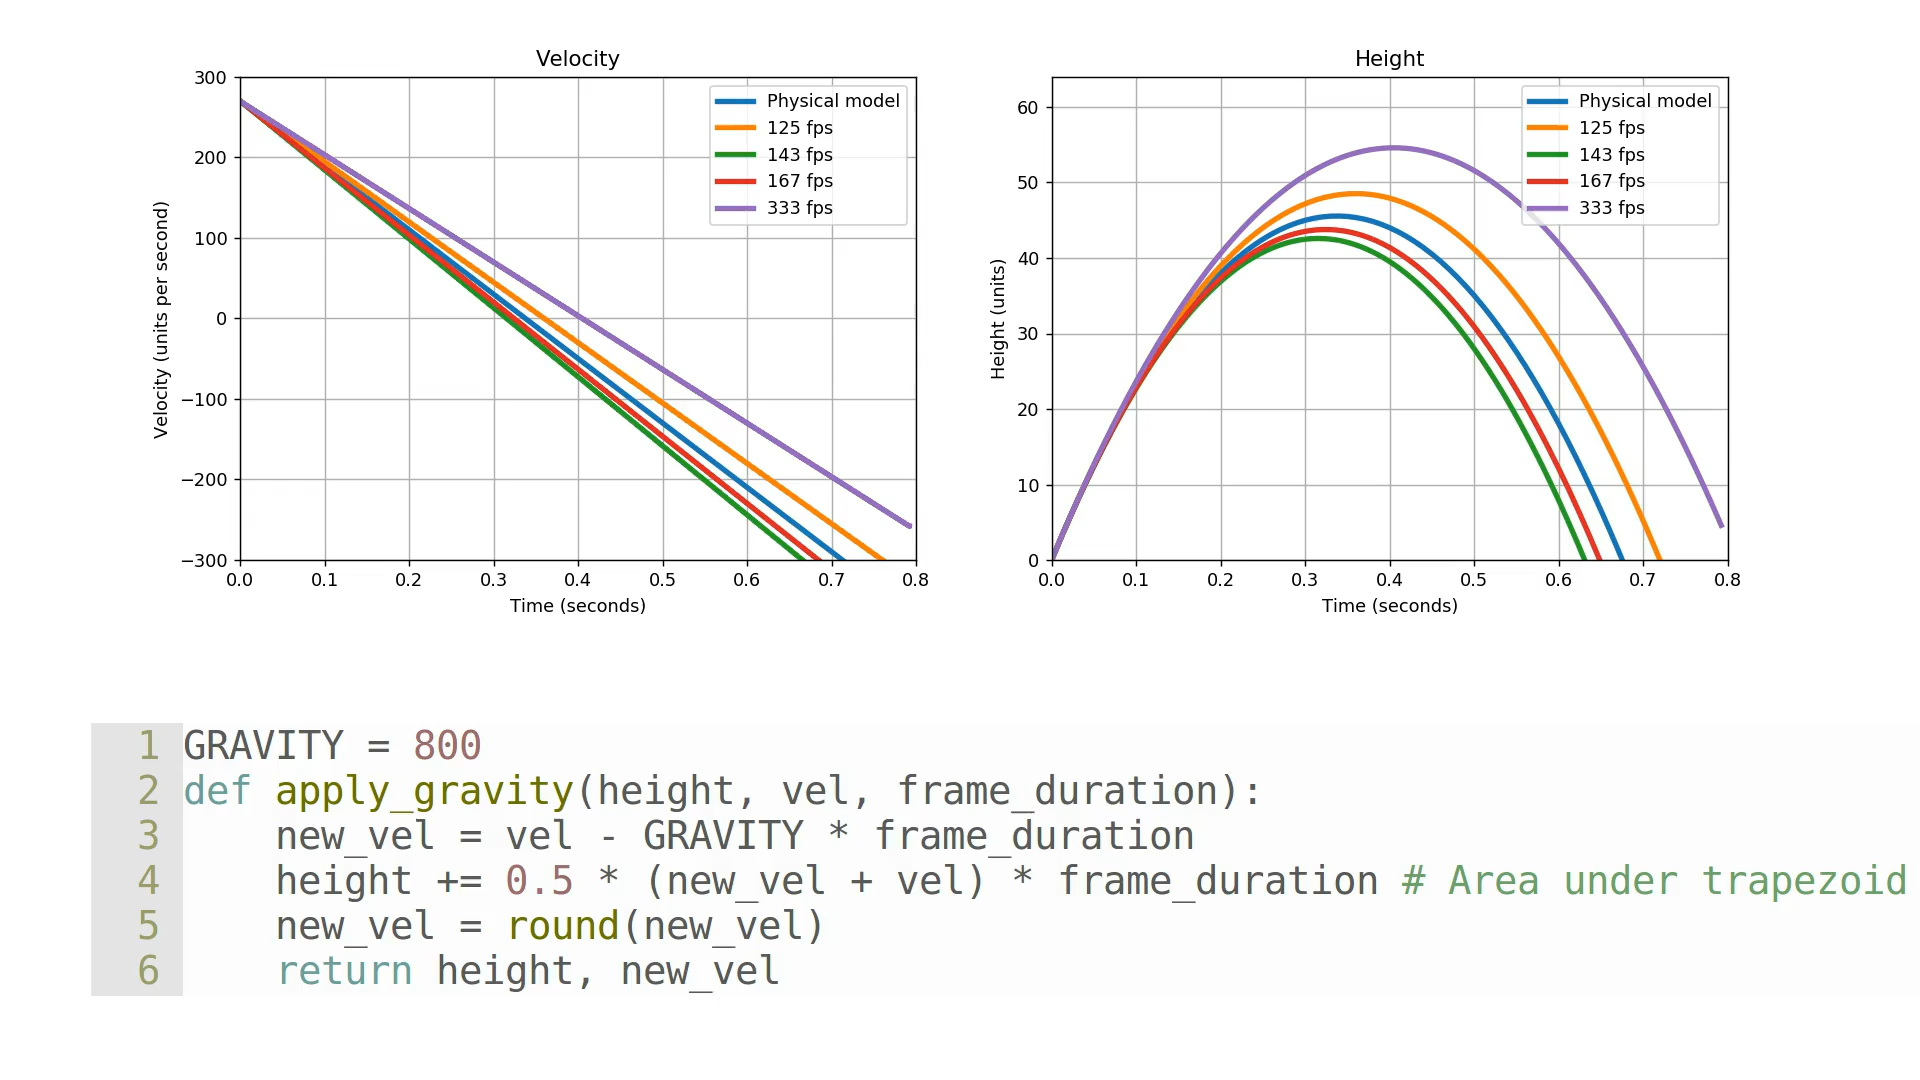 Velocity
300
200
100
0
−100
−200
−300
Velocity (units per second)
0.0 0.1 0.2 0.3 0.4 0.5 0.6 0.7 0.8
Time (seconds)
Physical model
125 fps
143 fps
167 fps
333 fps
Height
60
50
40
30
20
10
0
Height (units)
0.0 0.1 0.2 0.3 0.4 0.5 0.6 0.7 0.8
Time (seconds)
Physical model
125 fps
143 fps
167 fps
333 fps
1 GRAVITY = 800
2 def apply_gravity(height, vel, frame_duration):
3     new_vel = vel - GRAVITY * frame_duration
4     height += 0.5 * (new_vel + vel) * frame_duration # Area under trapezoid
5     new_vel = round(new_vel)
6     return height, new_vel